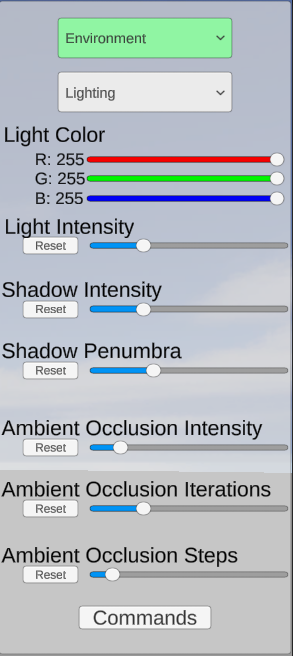 Environment
Lighting
Light Color
R: 255
G: 255
B: 255
Light Intensity
Reset
Shadow Intensity
Reset
Shadow Penumbra
Reset
Ambient Occlusion Intensity
Reset
Ambient Occlusion Iterations
Reset
Ambient Occlusion Steps
Reset
Commands